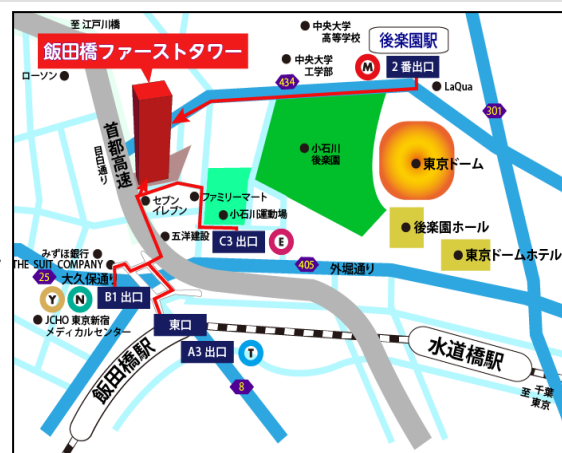 至 江戸川橋
飯田橋ファーストタワー
ローソン
中央大学
高等学校
中央大学
工学部
後楽園駅
M
2番出口
LaQua
434
301
首都高速
目白通り
小石川
後楽園
東京ドーム
セブン
イレブン
ファミリーマート
小石川運動場
五洋建設
C3 出口
E
後楽園ホール
東京ドームホテル
みずほ銀行
THE SUIT COMPANY
25
大久保通り
405
外堀通り
Y
N
B1 出口
JCHO 東京新宿
メディカルセンター
東口
A3 出口
T
飯田橋駅
水道橋駅
8
至
千葉
東京